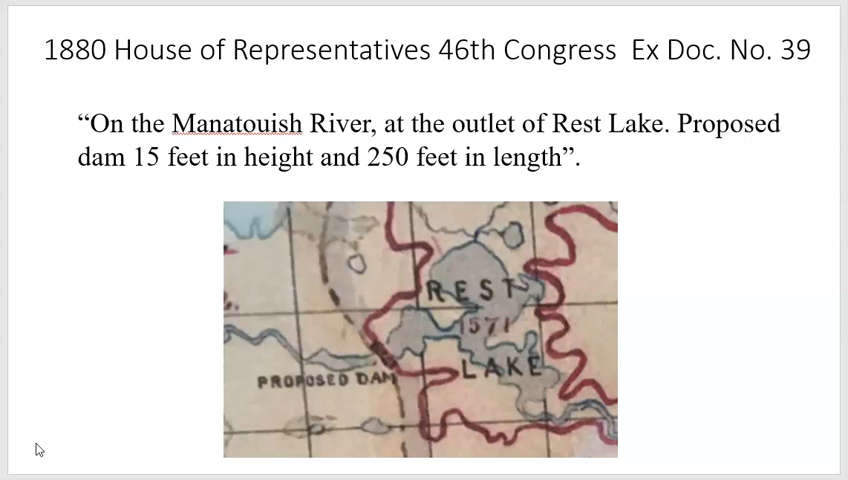 1880 House of Representatives 46th Congress  Ex Doc. No. 39
“On the Manatouish River, at the outlet of Rest Lake. Proposed
dam 15 feet in height and 250 feet in length”.
REST
1571
LAKE
PROPOSED DAM